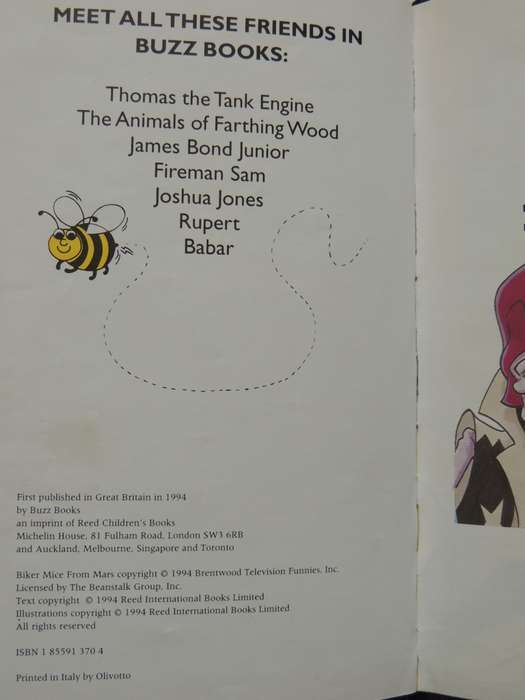 MEET ALL THESE FRIENDS IN
BUZZ BOOKS:
Thomas the Tank Engine
The Animals of Farthing Wood
James Bond Junior
Fireman Sam
Joshua Jones
Rupert
Babar
First published in Great Britain in 1994
by Buzz Books
an imprint of Reed Children's Books
Michelin House, 81 Fulham Road, London SW3 6RB
and Auckland, Melbourne, Singapore and Toronto
Biker Mice From Mars copyright © 1994 Brentwood Television Funnies, Inc.
Licensed by The Beanstalk Group, Inc.
Text copyright © 1994 Reed International Books Limited
Illustrations copyright © 1994 Reed International Books Limited
All rights reserved
ISBN 1 85591 370 4
Printed in Italy by Olivotto